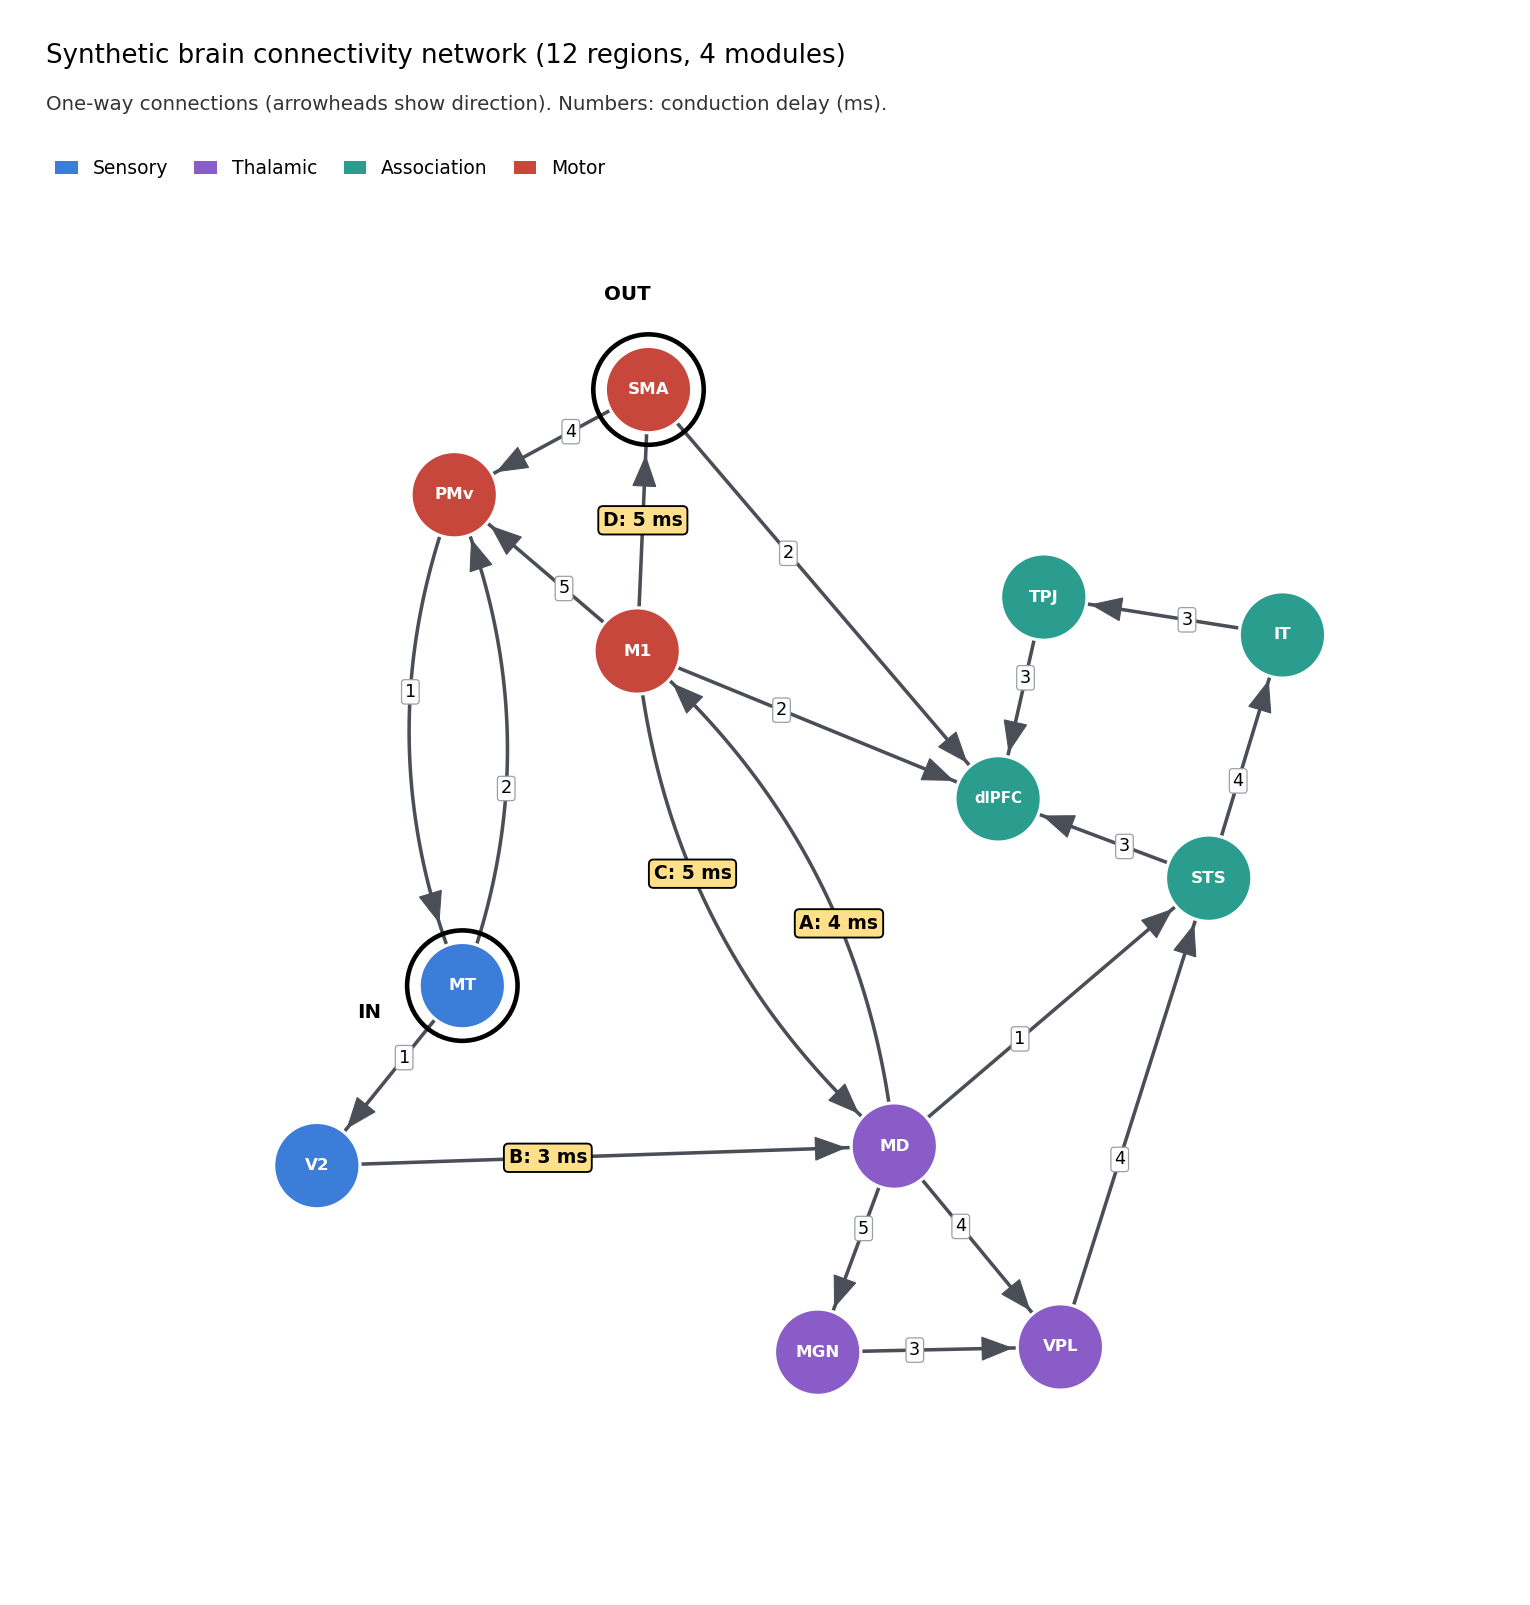 Synthetic brain connectivity network (12 regions, 4 modules)
One-way connections (arrowheads show direction). Numbers: conduction delay (ms).
Sensory Thalamic Association Motor
OUT
SMA
4
PMv
D: 5 ms
2
5
TPJ
3
IT
M1
3
1
2
4
2
dlPFC
3
C: 5 ms
STS
A: 4 ms
MT
IN
1
1
MD
B: 3 ms
4
V2
5
4
MGN
3
VPL